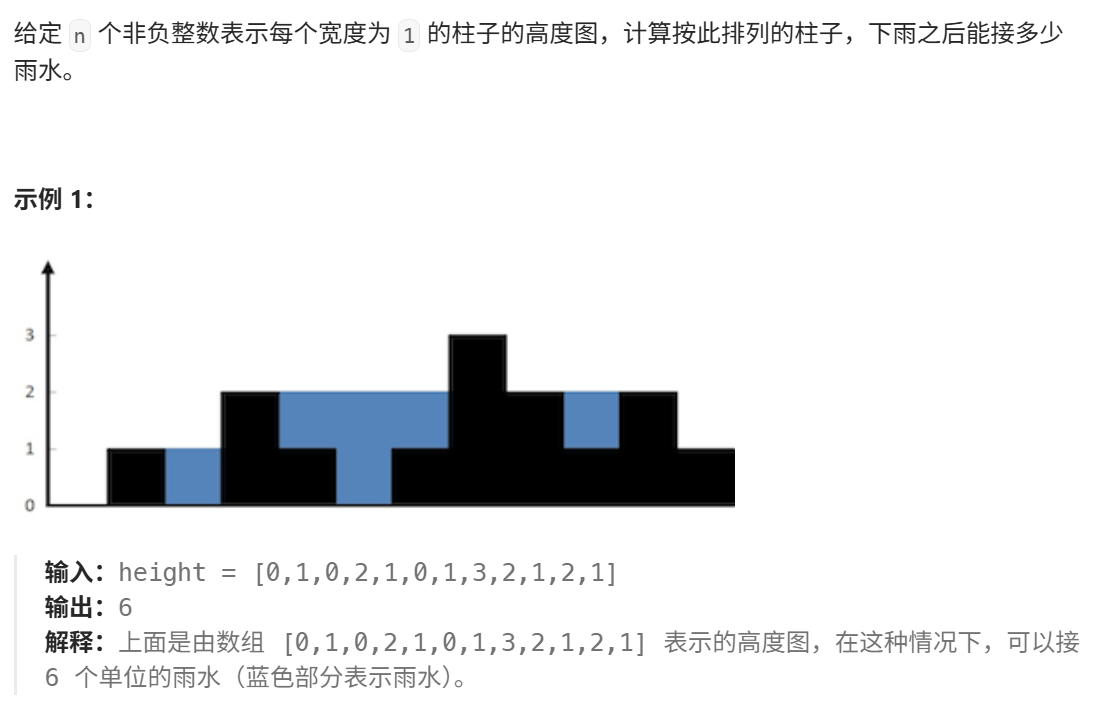 给定 n 个非负整数表示每个宽度为 1 的柱子的高度图，计算按此排列的柱子，下雨之后能接多少
雨水。
示例 1：
3
2
1
0
输入：height = [0,1,0,2,1,0,1,3,2,1,2,1]
输出：6
解释：上面是由数组 [0,1,0,2,1,0,1,3,2,1,2,1] 表示的高度图，在这种情况下，可以接
6 个单位的雨水（蓝色部分表示雨水）。